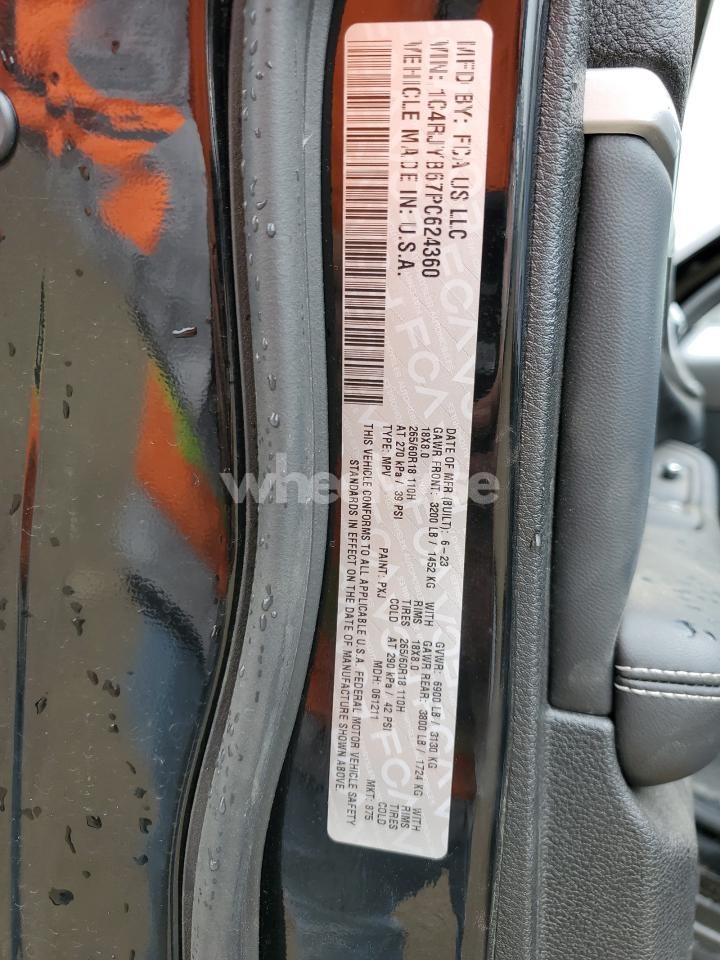 MFD BY: FCA US LLC
VIN: 1C4RJYB67PC624360
VEHICLE MADE IN: U.S.A.
DATE OF MFR (BUILT): 6-23 GVWR: 6900 LB / 3130 KG
GAWR FRONT: 3200 LB / 1452 KG WITH GAWR REAR: 3800 LB / 1724 KG WITH
18X8.0 RIMS 18X8.0 RIMS
265/60R18 110H TIRES 265/60R18 110H TIRES
AT 270 kPa / 39 PSI COLD AT 290 kPa / 42 PSI COLD
TYPE: MPV PAINT: PXJ MDH: 061211 MKT: 875
THIS VEHICLE CONFORMS TO ALL APPLICABLE U.S.A. FEDERAL MOTOR VEHICLE SAFETY
STANDARDS IN EFFECT ON THE DATE OF MANUFACTURE SHOWN ABOVE.